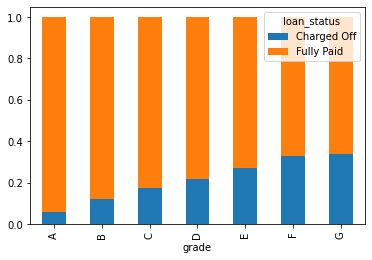 loan_status
Charged Off
Fully Paid
1.0
0.8
0.6
0.4
0.2
0.0
A B C D E F G
grade